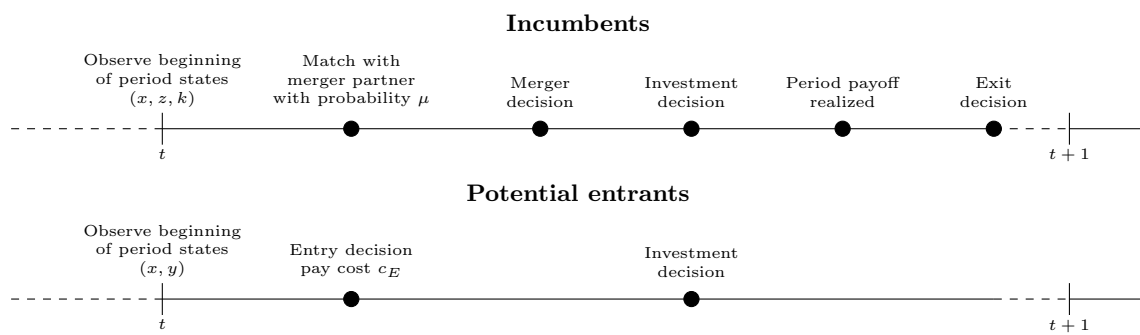 Incumbents
Observe beginning
of period states
(x, z, k)
Match with
merger partner
with probability μ
Merger
decision
Investment
decision
Period payoff
realized
Exit
decision
t
t + 1
Potential entrants
Observe beginning
of period states
(x, y)
Entry decision
pay cost c_E
Investment
decision
t
t + 1